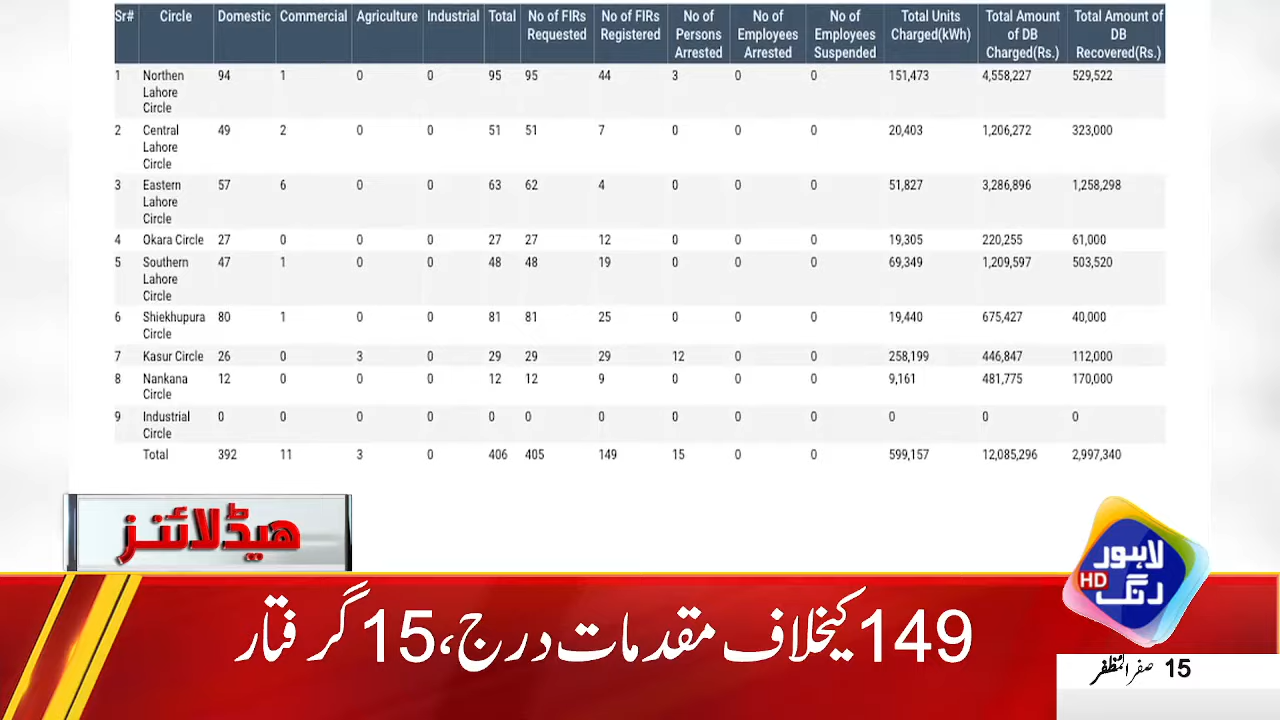 Sr# Circle Domestic Commercial Agriculture Industrial Total No of FIRs Requested No of FIRs Registered No of Persons Arrested No of Employees Arrested No of Employees Suspended Total Units Charged(kWh) Total Amount of DB Charged(Rs.) Total Amount of DB Recovered(Rs.)
1 Northen Lahore Circle 94 1 0 0 95 95 44 3 0 0 151,473 4,558,227 529,522
2 Central Lahore Circle 49 2 0 0 51 51 7 0 0 0 20,403 1,206,272 323,000
3 Eastern Lahore Circle 57 6 0 0 63 62 4 0 0 0 51,827 3,286,896 1,258,298
4 Okara Circle 27 0 0 0 27 27 12 0 0 0 19,305 220,255 61,000
5 Southern Lahore Circle 47 1 0 0 48 48 19 0 0 0 69,349 1,209,597 503,520
6 Shiekhupura Circle 80 1 0 0 81 81 25 0 0 0 19,440 675,427 40,000
7 Kasur Circle 26 0 3 0 29 29 29 12 0 0 258,199 446,847 112,000
8 Nankana Circle 12 0 0 0 12 12 9 0 0 0 9,161 481,775 170,000
9 Industrial Circle 0 0 0 0 0 0 0 0 0 0 0 0 0
Total 392 11 3 0 406 405 149 15 0 0 599,157 12,085,296 2,997,340
ہیڈلائنز
لاہور
رنگ HD
149 کیخلاف مقدمات درج، 15 گرفتار
15 صفر المظفر